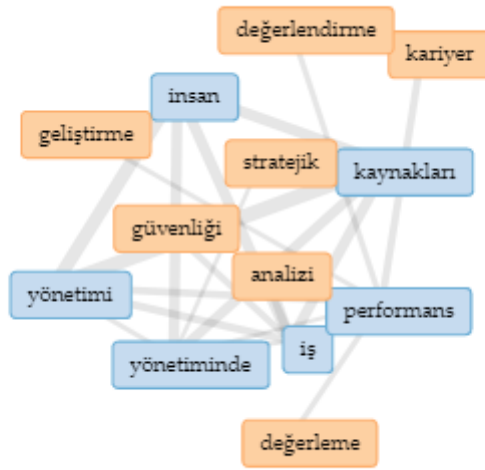 değerlendirme
kariyer
insan
geliştirme
stratejik
kaynakları
güvenliği
analizi
yönetimi
performans
iş
yönetiminde
değerleme